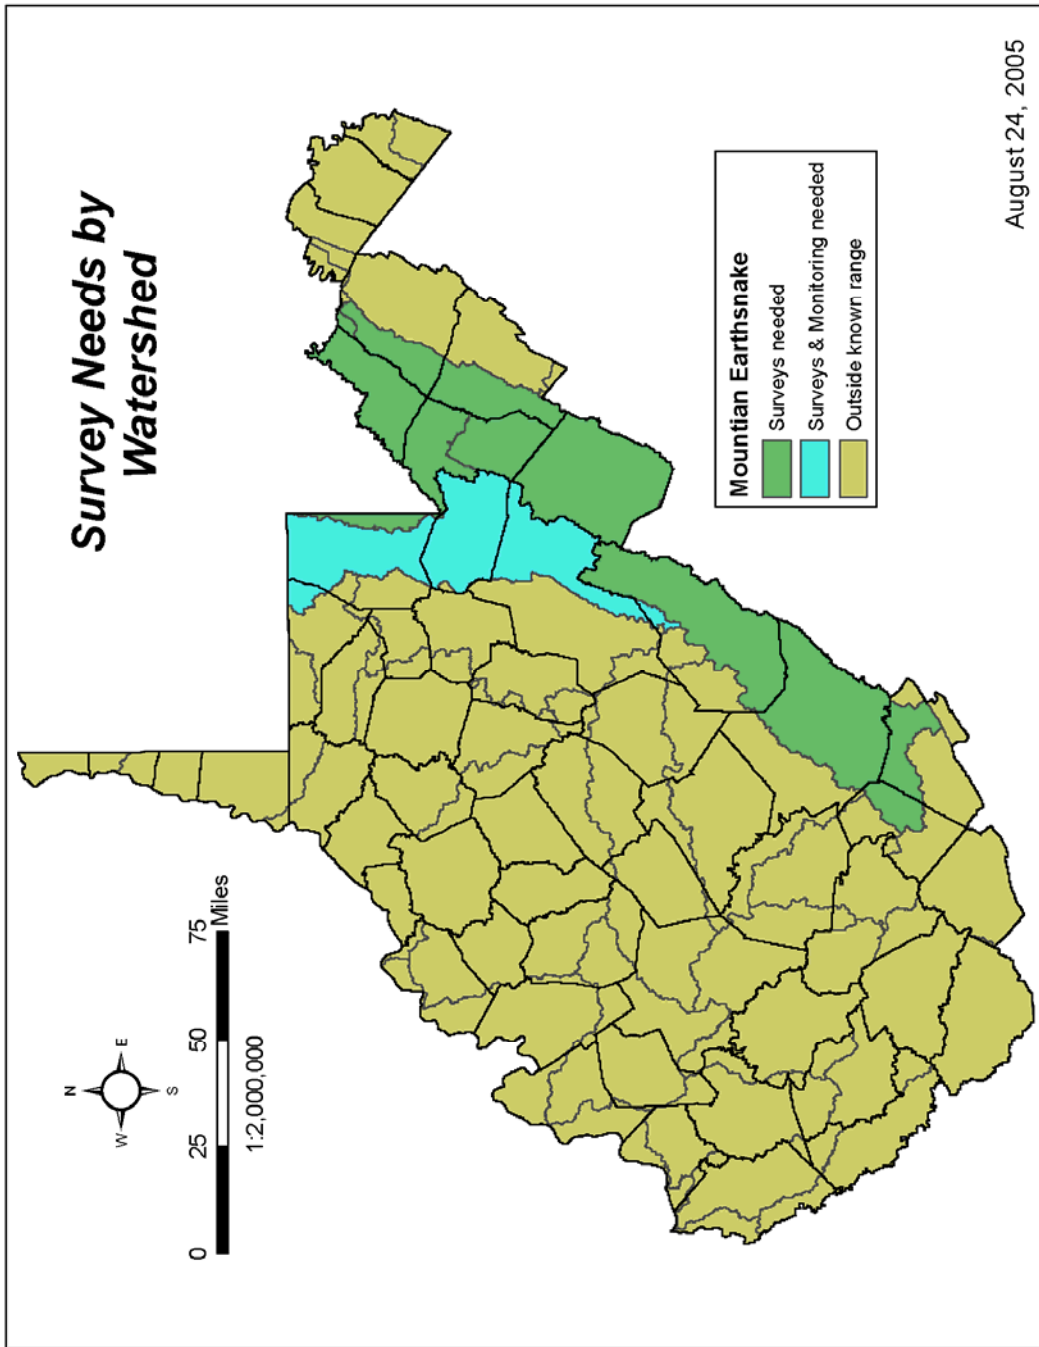 Survey Needs by
Watershed
N
W
E
S
0
25
50
75
Miles
1:2,000,000
Mountian Earthsnake
Surveys needed
Surveys & Monitoring needed
Outside known range
August 24, 2005